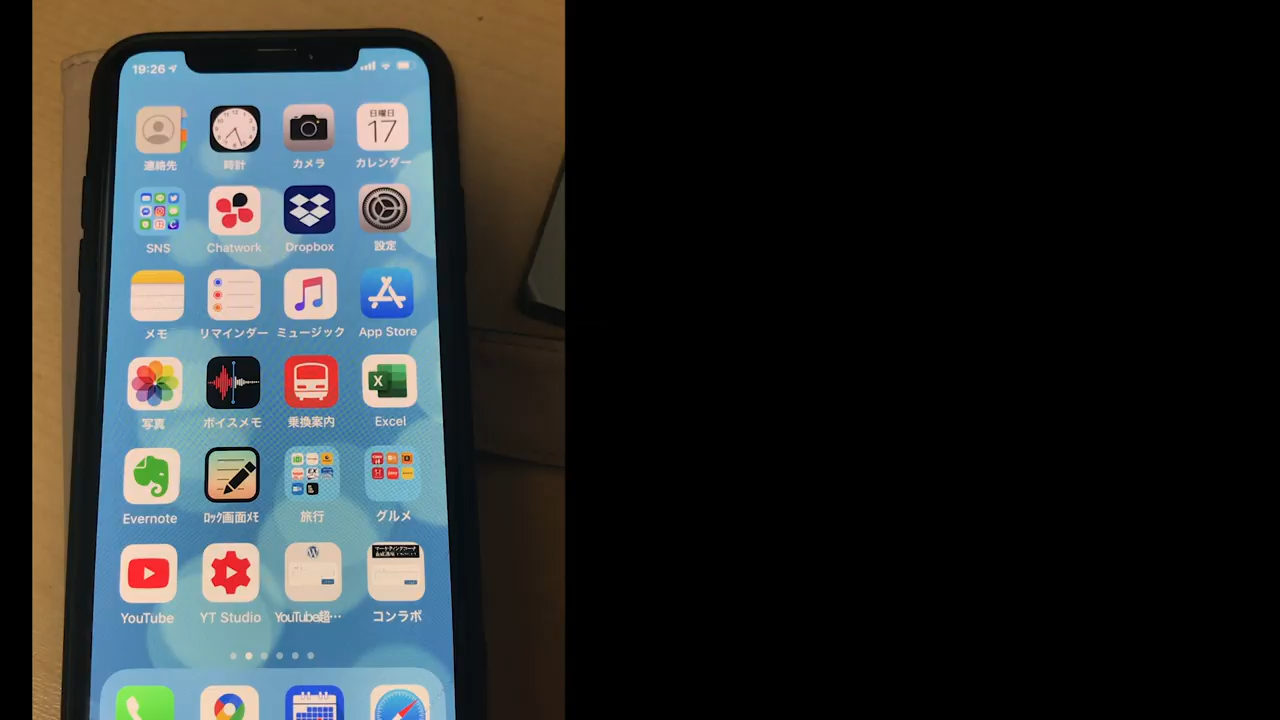 19:26
日曜日
17
連絡先 時計 カメラ カレンダー
SNS Chatwork Dropbox 設定
メモ リマインダー ミュージック App Store
写真 ボイスメモ 乗換案内 Excel
Evernote ロック画面メモ 旅行 グルメ
YouTube YT Studio YouTube超… コンラボ